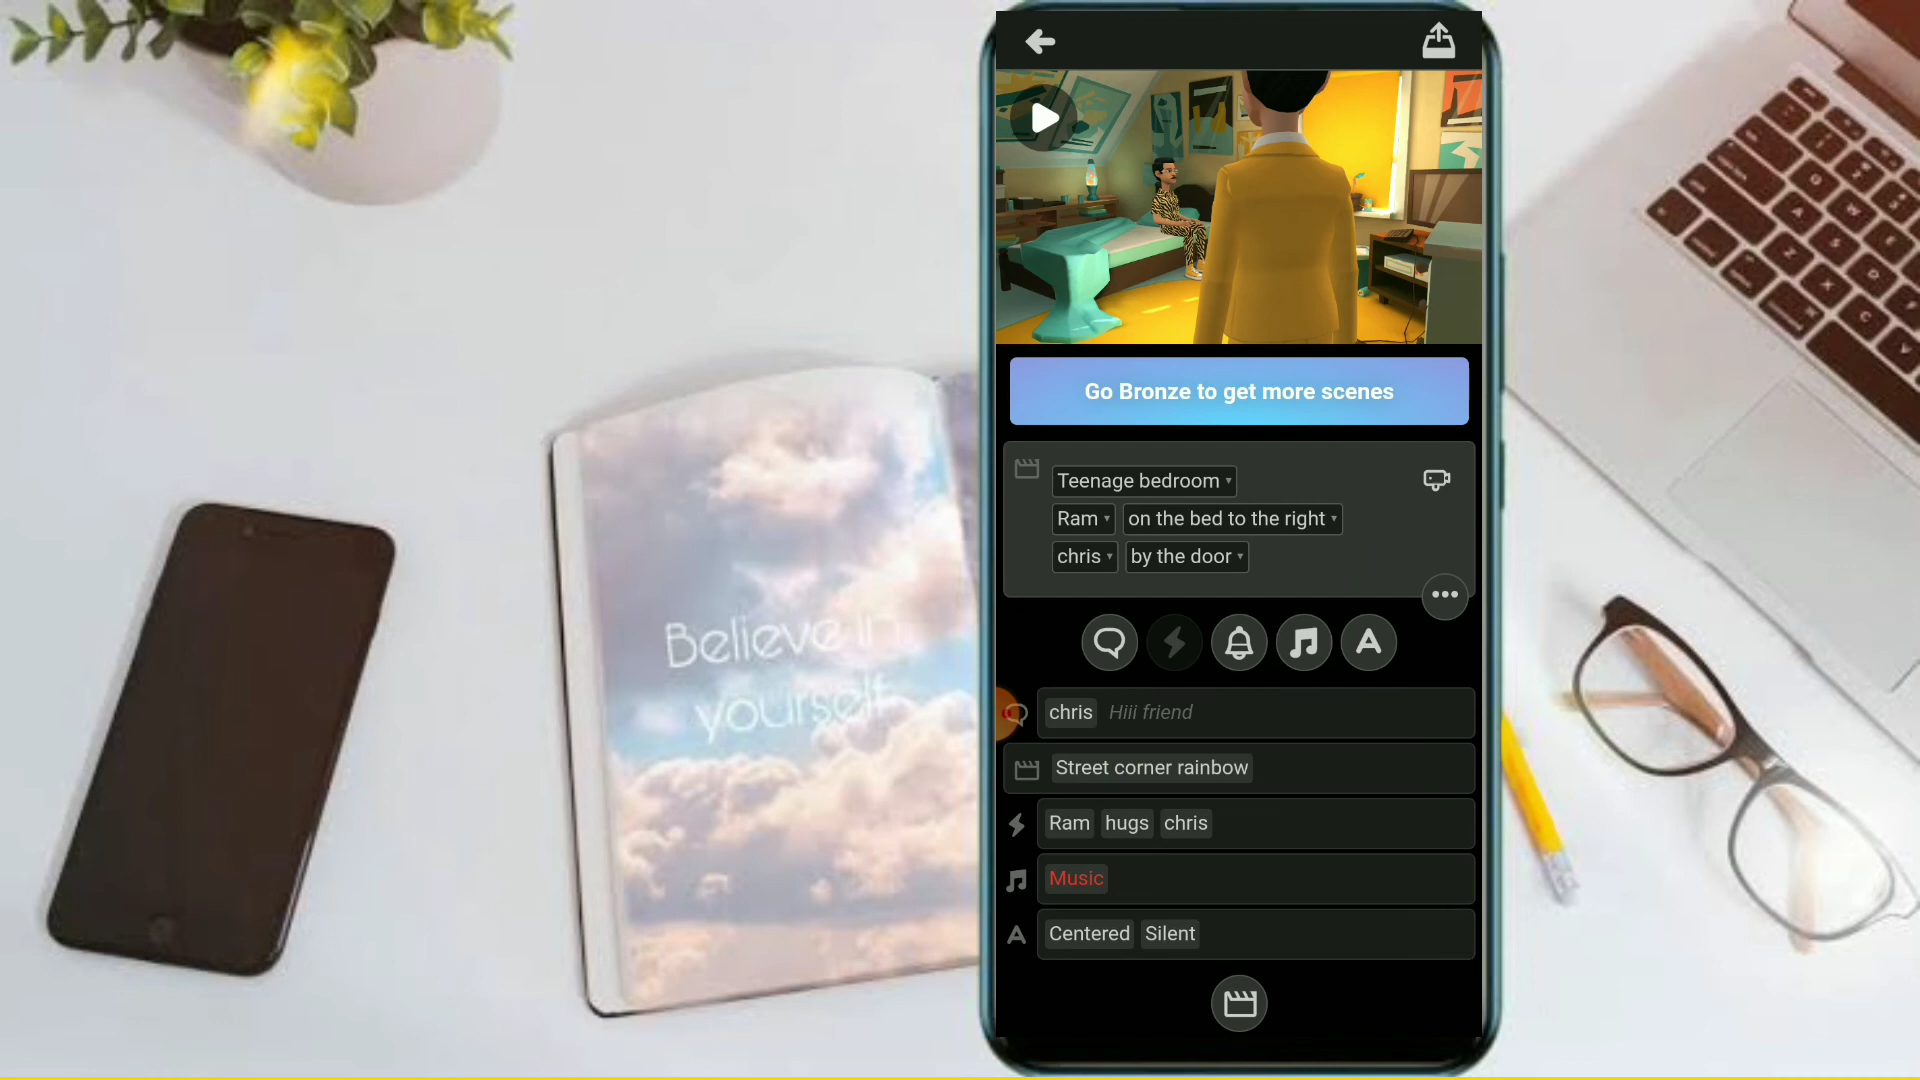 Believe in
yourself
Go Bronze to get more scenes
Teenage bedroom
Ram on the bed to the right
chris by the door
chris Hiii friend
Street corner rainbow
Ram hugs chris
Music
Centered Silent